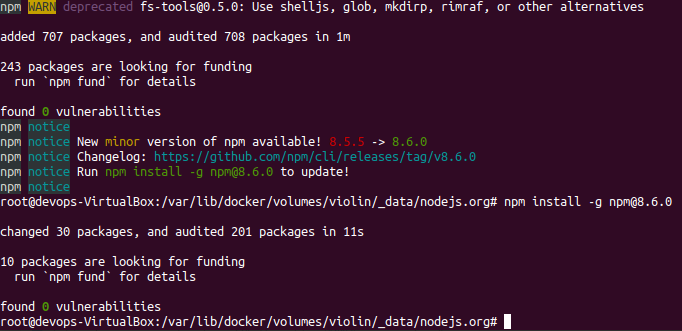 npm WARN deprecated fs-tools@0.5.0: Use shelljs, glob, mkdirp, rimraf, or other alternatives
added 707 packages, and audited 708 packages in 1m
243 packages are looking for funding
  run `npm fund` for details
found 0 vulnerabilities
npm notice
npm notice New minor version of npm available! 8.5.5 -> 8.6.0
npm notice Changelog: https://github.com/npm/cli/releases/tag/v8.6.0
npm notice Run npm install -g npm@8.6.0 to update!
npm notice
root@devops-VirtualBox:/var/lib/docker/volumes/violin/_data/nodejs.org# npm install -g npm@8.6.0
changed 30 packages, and audited 201 packages in 11s
10 packages are looking for funding
  run `npm fund` for details
found 0 vulnerabilities
root@devops-VirtualBox:/var/lib/docker/volumes/violin/_data/nodejs.org#